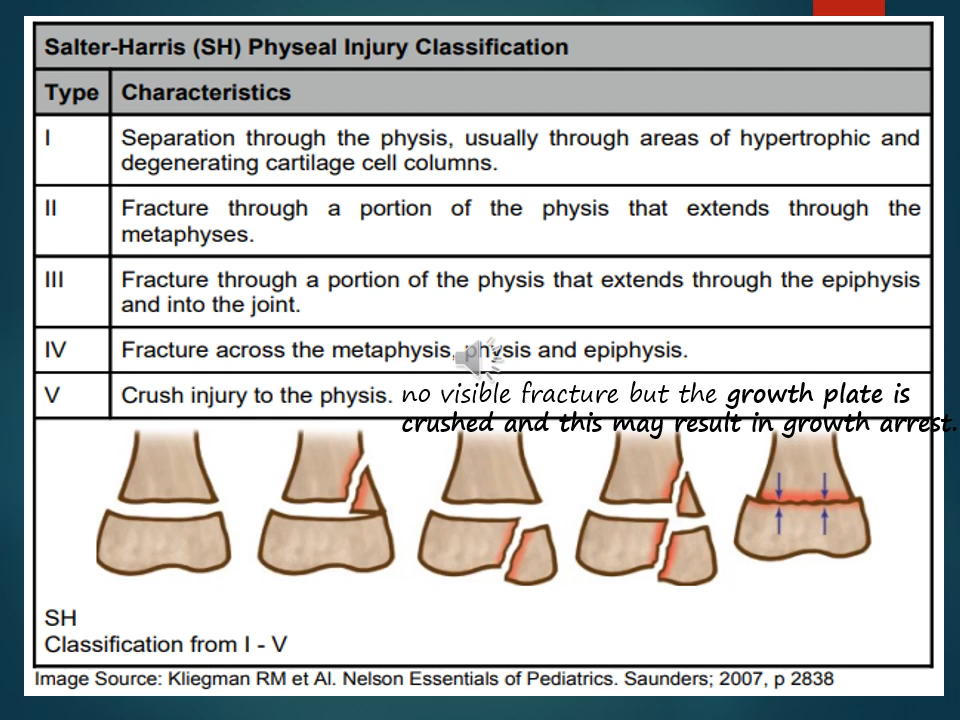 Salter-Harris (SH) Physeal Injury Classification
Type Characteristics
I Separation through the physis, usually through areas of hypertrophic and
degenerating cartilage cell columns.
II Fracture through a portion of the physis that extends through the
metaphyses.
III Fracture through a portion of the physis that extends through the epiphysis
and into the joint.
IV Fracture across the metaphysis, physis and epiphysis.
V Crush injury to the physis. no visible fracture but the growth plate is
crushed and this may result in growth arrest.
SH
Classification from I - V
Image Source: Kliegman RM et Al. Nelson Essentials of Pediatrics. Saunders; 2007, p 2838